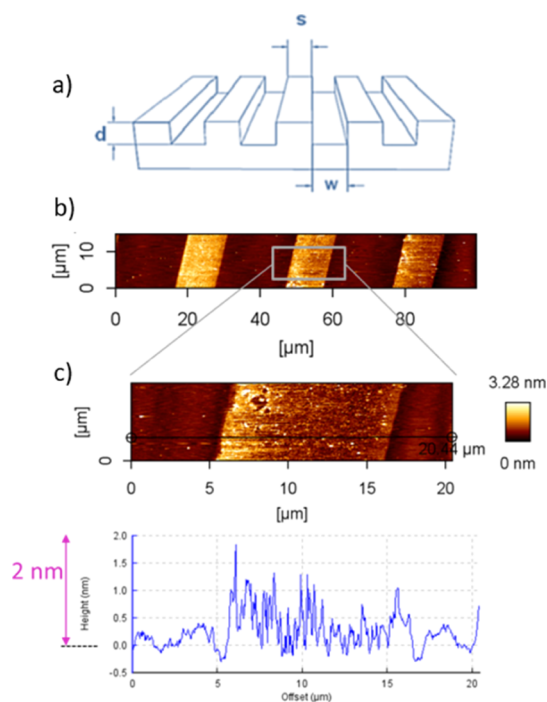 s
a)
d
w
b)
[µm]
10
0
0 20 40 60 80
[µm]
c)
[µm]
0
20.44 µm
3.28 nm
0 nm
0 5 10 15 20
[µm]
2 nm
Height (nm)
2.0
1.5
1.0
0.5
0.0
-0.5
0 5 10 15 20
Offset (µm)